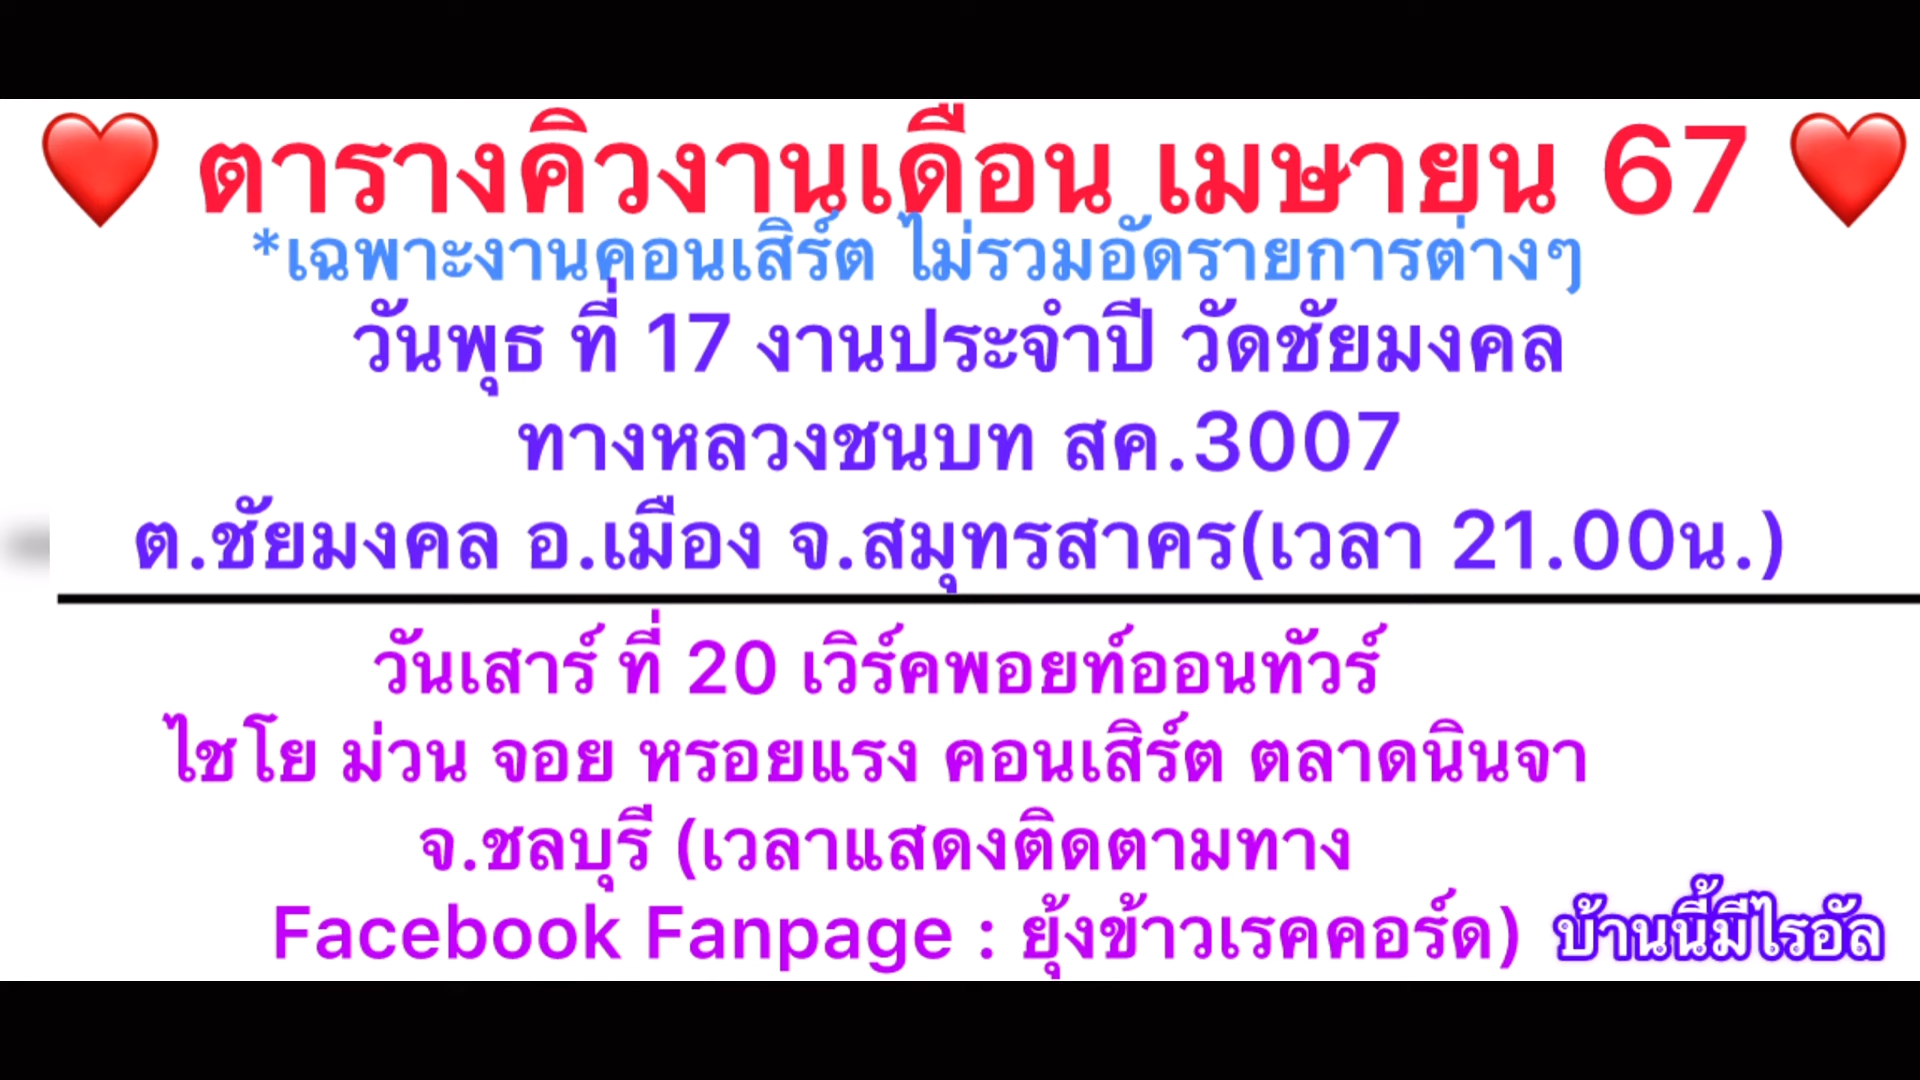 ❤️ ตารางคิวงานเดือน เมษายน 67 ❤️
*เฉพาะงานคอนเสิร์ต ไม่รวมอัดรายการต่างๆ
วันพุธ ที่ 17 งานประจำปี วัดชัยมงคล
ทางหลวงชนบท สค.3007
ต.ชัยมงคล อ.เมือง จ.สมุทรสาคร(เวลา 21.00น.)
วันเสาร์ ที่ 20 เวิร์คพอยท์ออนทัวร์
ไชโย ม่วน จอย หรอยแรง คอนเสิร์ต ตลาดนินจา
จ.ชลบุรี (เวลาแสดงติดตามทาง
Facebook Fanpage : ยุ้งข้าวเรคคอร์ด)
บ้านนี้มีไรอัล